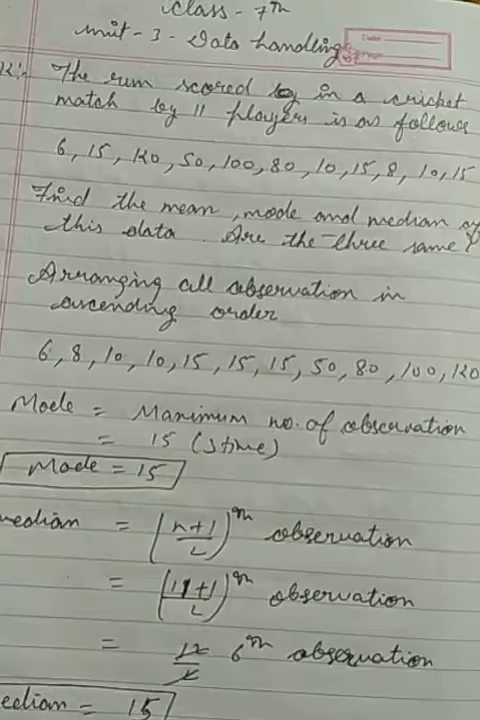 Class - 7th
Unit - 3 - Data handling
The run scored by in a cricket
match by 11 players is as follows
6, 15, 120, 50, 100, 80, 10, 15, 8, 10, 15
Find the mean, mode and median of
this data. Are the three same?
Arranging all observation in
ascending order
6, 8, 10, 10, 15, 15, 15, 50, 80, 100, 120
Mode = Maximum no. of observation
= 15 (3 time)
Mode = 15
median = (n+1/2)th observation
= (11+1/2)th observation
= 12/2 6th observation
edian = 15